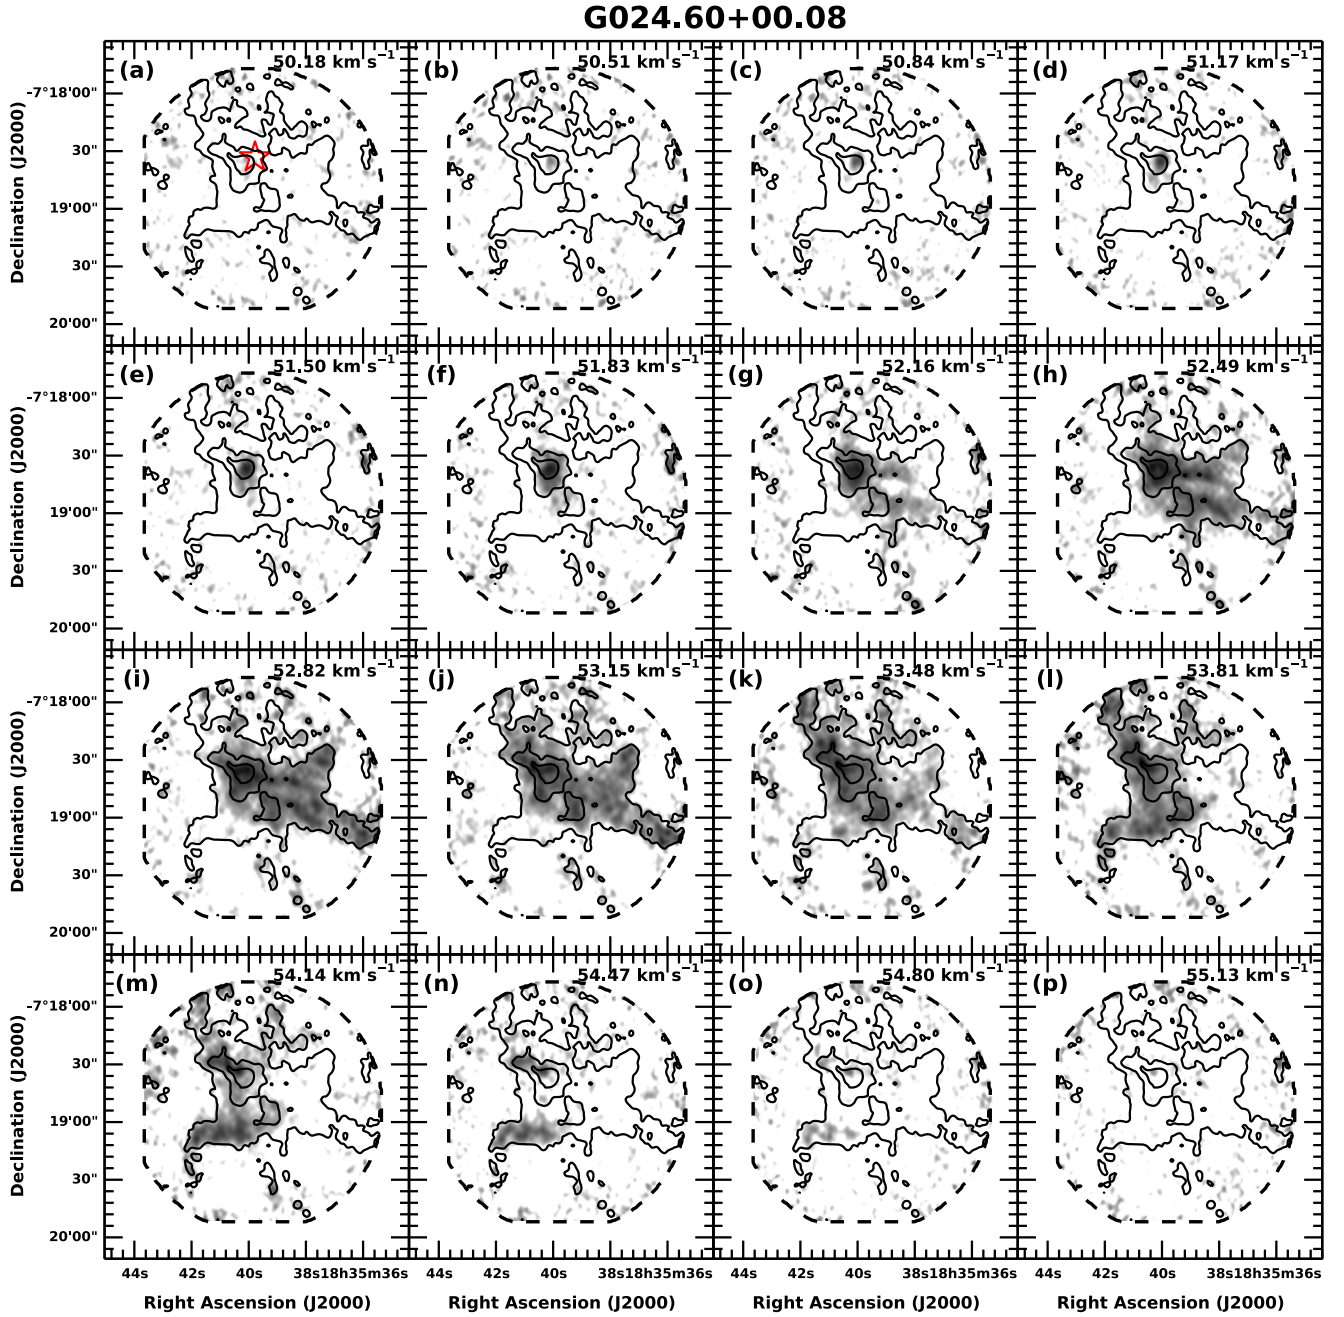 G024.60+00.08
(a) 50.18 km s⁻¹
(b) 50.51 km s⁻¹
(c) 50.84 km s⁻¹
(d) 51.17 km s⁻¹
-7°18'00"
30"
19'00"
30"
20'00"
Declination (J2000)
(e) 51.50 km s⁻¹
(f) 51.83 km s⁻¹
(g) 52.16 km s⁻¹
(h) 52.49 km s⁻¹
-7°18'00"
30"
19'00"
30"
20'00"
Declination (J2000)
(i) 52.82 km s⁻¹
(j) 53.15 km s⁻¹
(k) 53.48 km s⁻¹
(l) 53.81 km s⁻¹
-7°18'00"
30"
19'00"
30"
20'00"
Declination (J2000)
(m) 54.14 km s⁻¹
(n) 54.47 km s⁻¹
(o) 54.80 km s⁻¹
(p) 55.13 km s⁻¹
-7°18'00"
30"
19'00"
30"
20'00"
Declination (J2000)
44s 42s 40s 38s18h35m36s
42s 40s 38s18h35m36s
44s 42s 40s 38s18h35m36s
42s 40s 38s18h35m36s
Right Ascension (J2000)
Right Ascension (J2000)
Right Ascension (J2000)
Right Ascension (J2000)